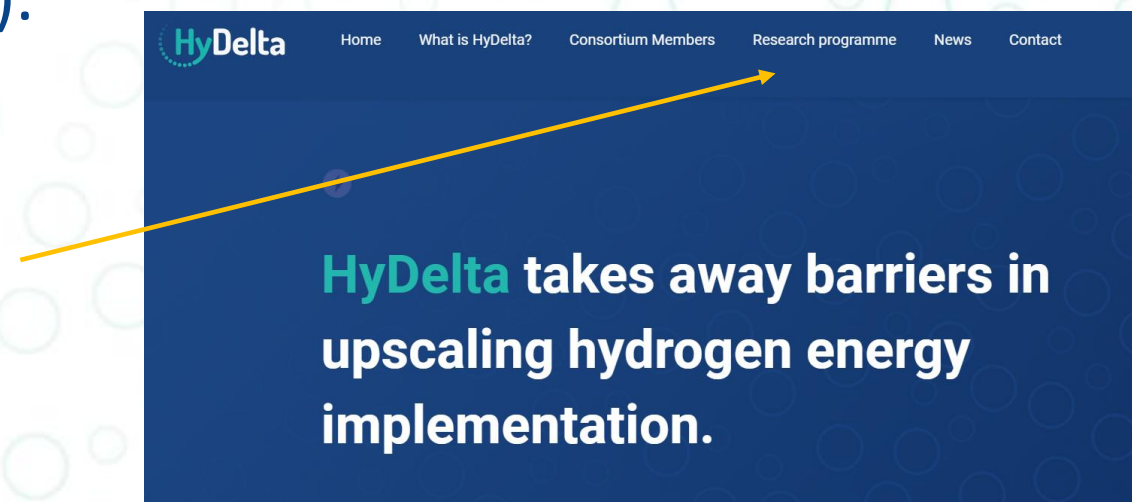 ).
HyDelta Home What is HyDelta? Consortium Members Research programme News Contact
HyDelta takes away barriers in
upscaling hydrogen energy
implementation.